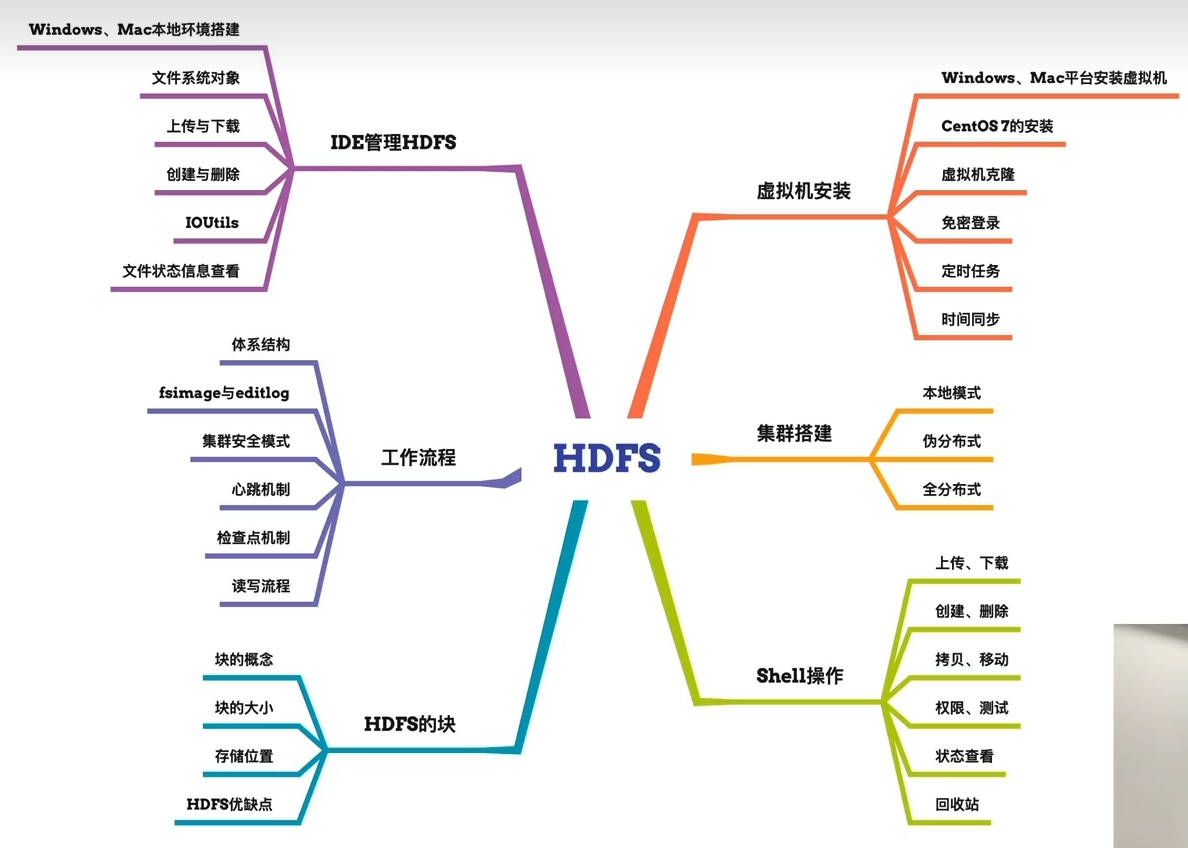 HDFS
虚拟机安装
Windows、Mac平台安装虚拟机
CentOS 7的安装
虚拟机克隆
免密登录
定时任务
时间同步
集群搭建
本地模式
伪分布式
全分布式
Shell操作
上传、下载
创建、删除
拷贝、移动
权限、测试
状态查看
回收站
IDE管理HDFS
Windows、Mac本地环境搭建
文件系统对象
上传与下载
创建与删除
IOUtils
文件状态信息查看
工作流程
体系结构
fsimage与editlog
集群安全模式
心跳机制
检查点机制
读写流程
HDFS的块
块的概念
块的大小
存储位置
HDFS优缺点